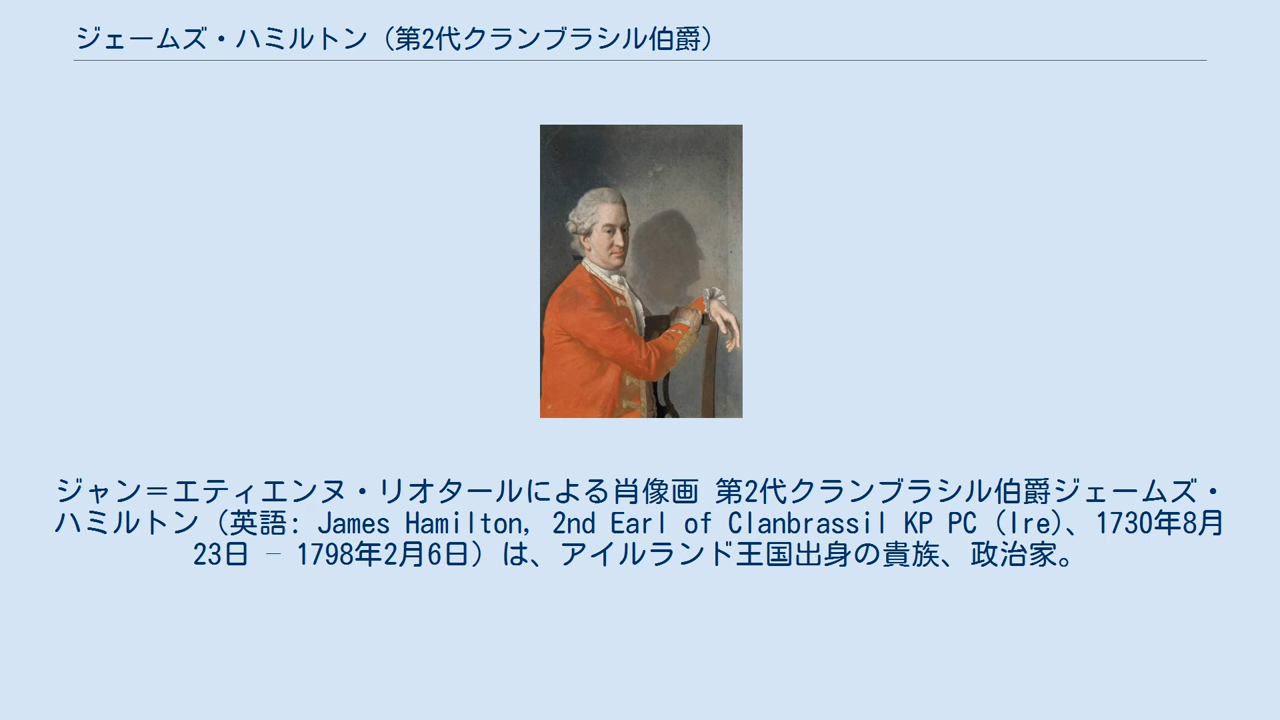 ジェームズ・ハミルトン（第2代クランブラシル伯爵）
ジャン＝エティエンヌ・リオタールによる肖像画 第2代クランブラシル伯爵ジェームズ・
ハミルトン（英語: James Hamilton, 2nd Earl of Clanbrassil KP PC (Ire)、1730年8月
23日 – 1798年2月6日）は、アイルランド王国出身の貴族、政治家。